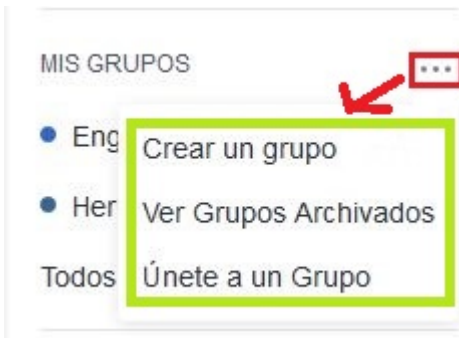 MIS GRUPOS ...
Eng
Crear un grupo
Her
Ver Grupos Archivados
Todos
Únete a un Grupo